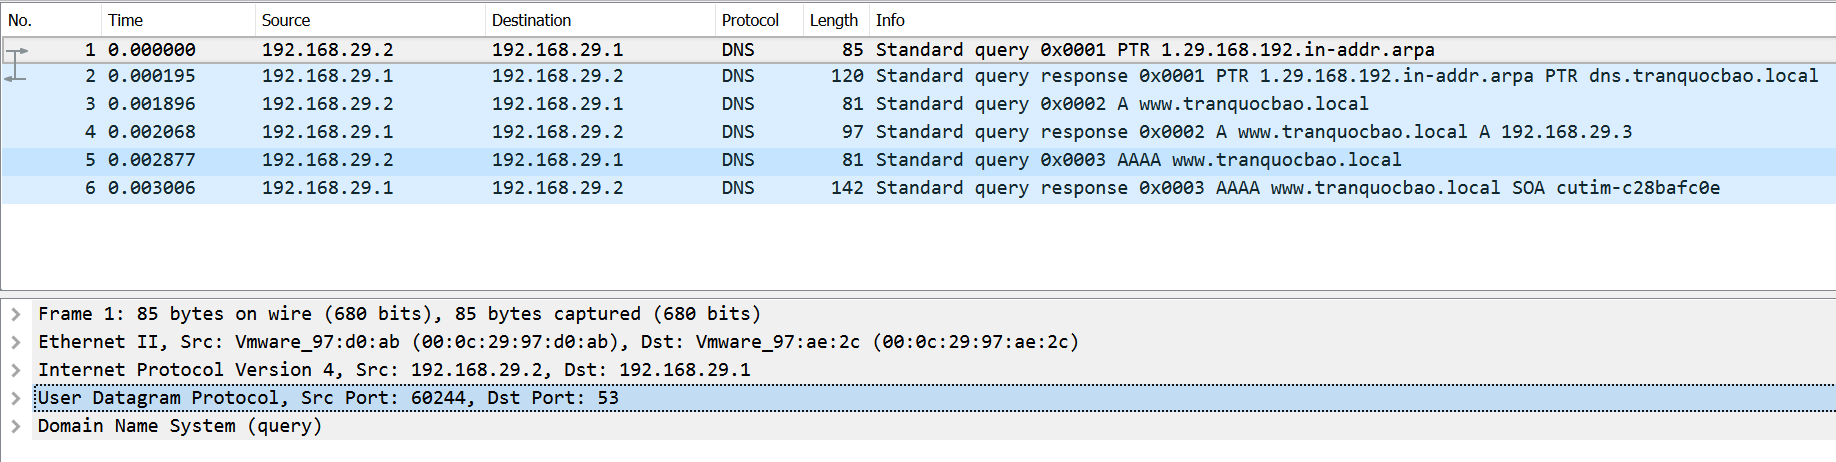 No. Time Source Destination Protocol Length Info
1 0.000000 192.168.29.2 192.168.29.1 DNS 85 Standard query 0x0001 PTR 1.29.168.192.in-addr.arpa
2 0.000195 192.168.29.1 192.168.29.2 DNS 120 Standard query response 0x0001 PTR 1.29.168.192.in-addr.arpa PTR dns.tranquocbao.local
3 0.001896 192.168.29.2 192.168.29.1 DNS 81 Standard query 0x0002 A www.tranquocbao.local
4 0.002068 192.168.29.1 192.168.29.2 DNS 97 Standard query response 0x0002 A www.tranquocbao.local A 192.168.29.3
5 0.002877 192.168.29.2 192.168.29.1 DNS 81 Standard query 0x0003 AAAA www.tranquocbao.local
6 0.003006 192.168.29.1 192.168.29.2 DNS 142 Standard query response 0x0003 AAAA www.tranquocbao.local SOA cutim-c28bafc0e
Frame 1: 85 bytes on wire (680 bits), 85 bytes captured (680 bits)
Ethernet II, Src: Vmware_97:d0:ab (00:0c:29:97:d0:ab), Dst: Vmware_97:ae:2c (00:0c:29:97:ae:2c)
Internet Protocol Version 4, Src: 192.168.29.2, Dst: 192.168.29.1
User Datagram Protocol, Src Port: 60244, Dst Port: 53
Domain Name System (query)